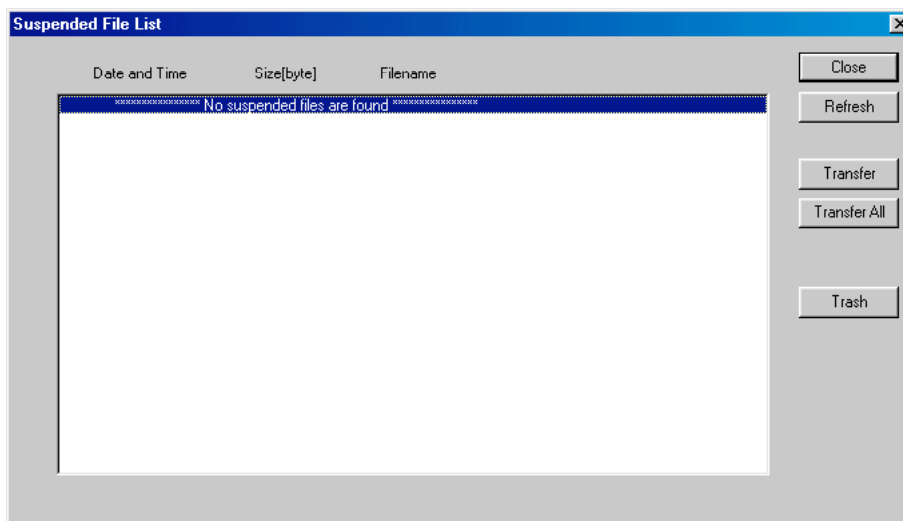 Suspended File List
Date and Time Size[byte] Filename
Close
**************** No suspended files are found ****************
Refresh
Transfer
Transfer All
Trash